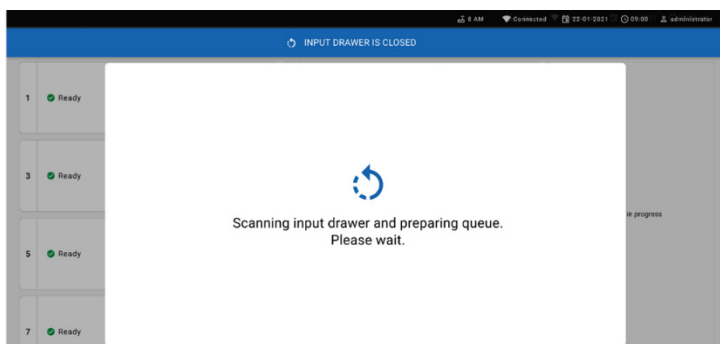 8 AM Connected 22-01-2021 09:00 administrator
INPUT DRAWER IS CLOSED
1 Ready
Scanning input drawer and preparing queue.
Please wait.
3 Ready
in progress
5 Ready
7 Ready